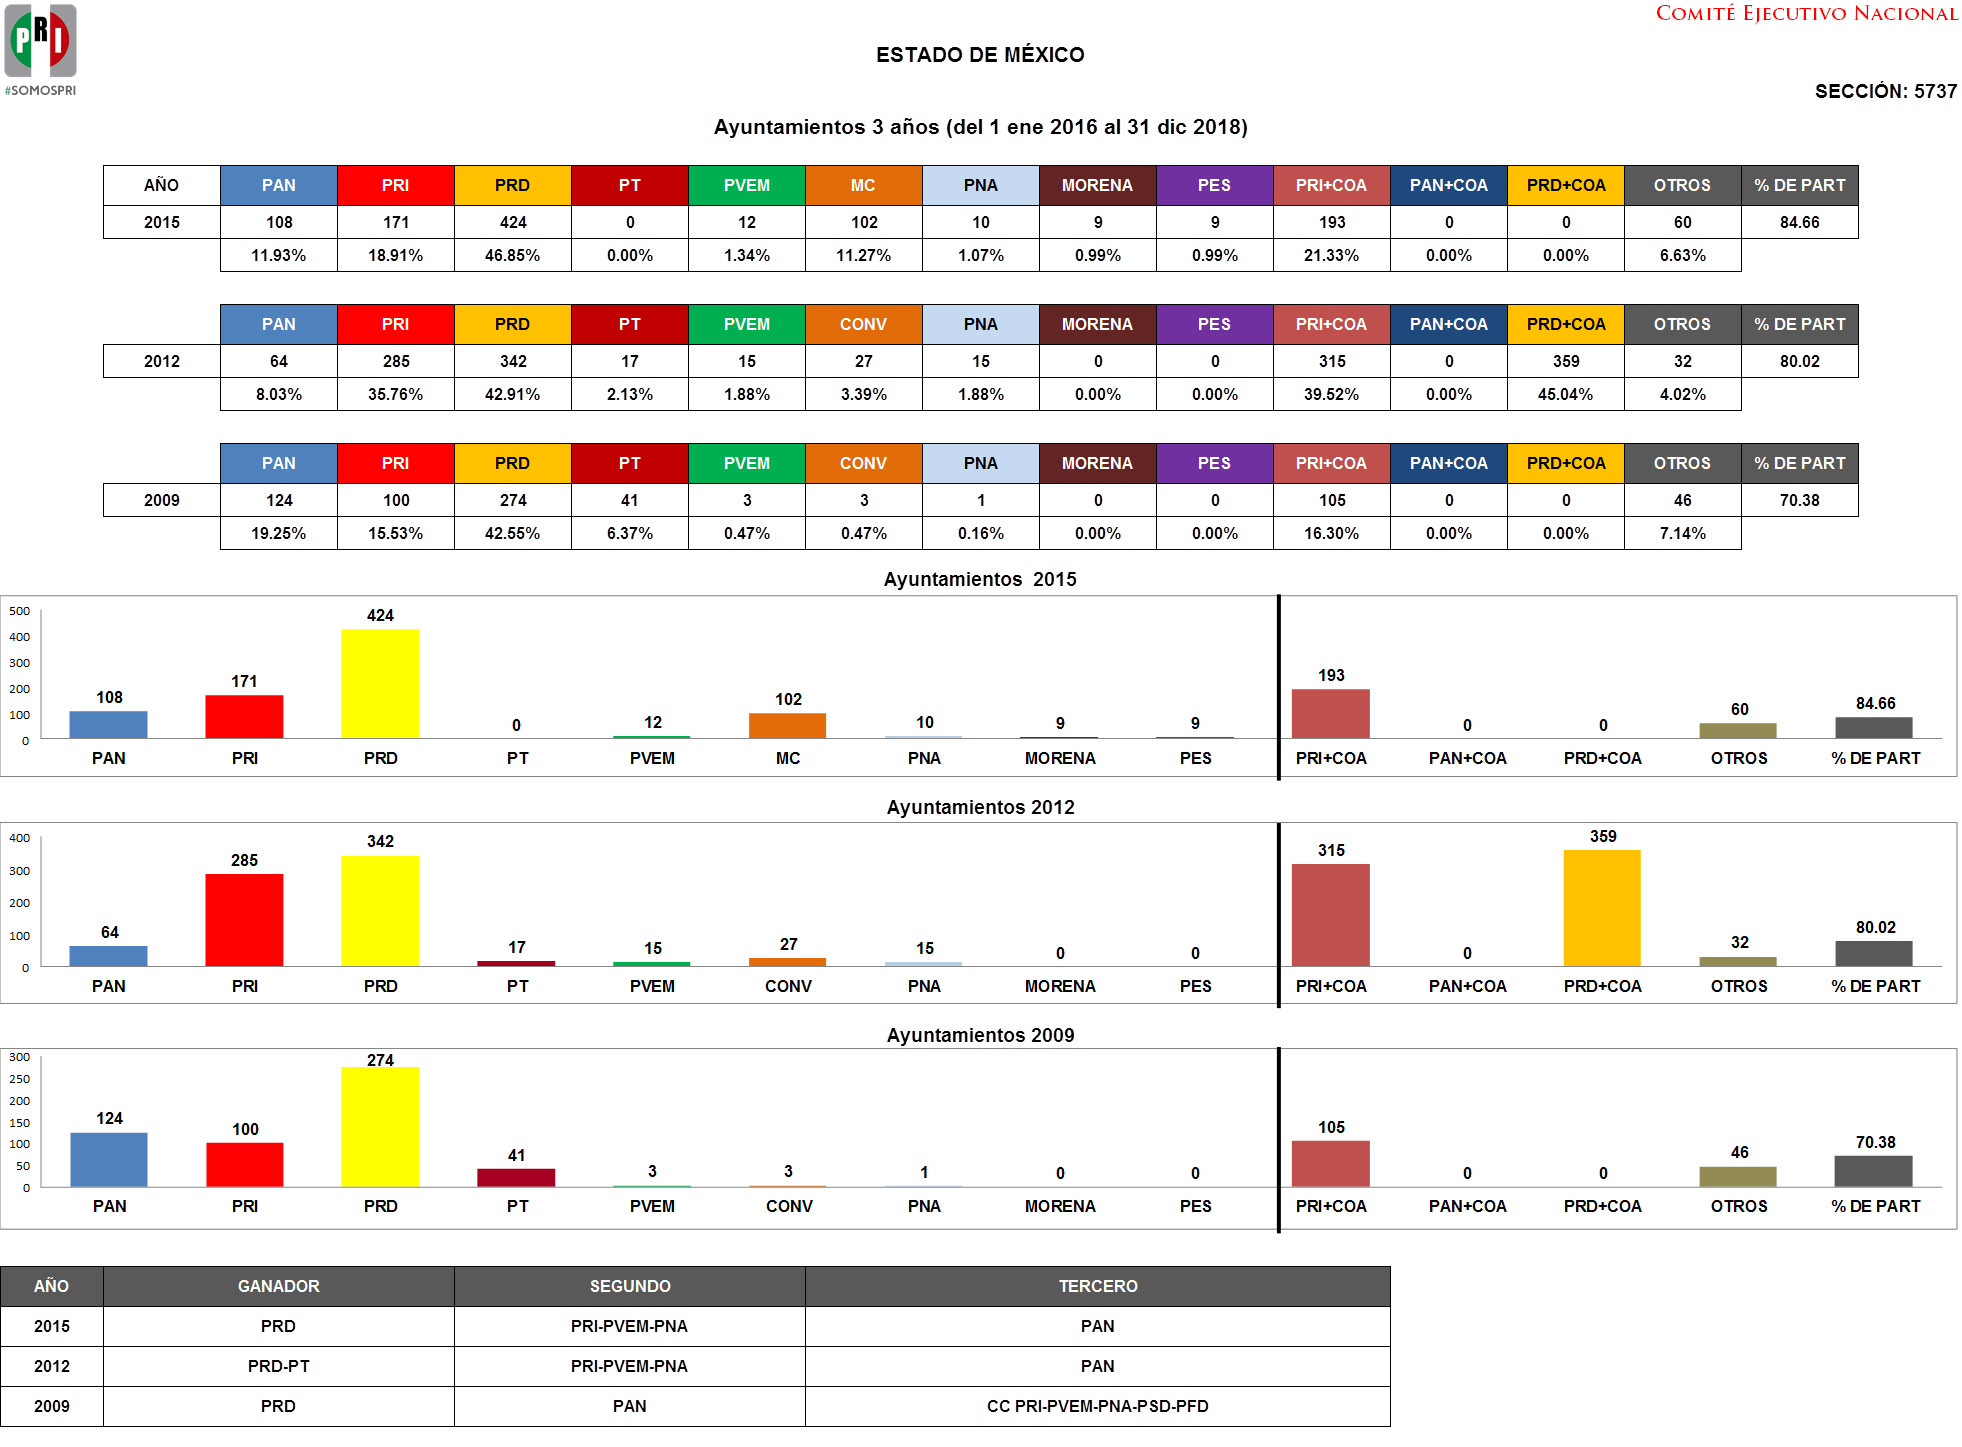 PRI
#SOMOSPRI
COMITÉ EJECUTIVO NACIONAL
ESTADO DE MÉXICO
SECCIÓN: 5737
Ayuntamientos 3 años (del 1 ene 2016 al 31 dic 2018)
AÑO PAN PRI PRD PT PVEM MC PNA MORENA PES PRI+COA PAN+COA PRD+COA OTROS % DE PART
2015 108 171 424 0 12 102 10 9 9 193 0 0 60 84.66
11.93% 18.91% 46.85% 0.00% 1.34% 11.27% 1.07% 0.99% 0.99% 21.33% 0.00% 0.00% 6.63%
PAN PRI PRD PT PVEM CONV PNA MORENA PES PRI+COA PAN+COA PRD+COA OTROS % DE PART
2012 64 285 342 17 15 27 15 0 0 315 0 359 32 80.02
8.03% 35.76% 42.91% 2.13% 1.88% 3.39% 1.88% 0.00% 0.00% 39.52% 0.00% 45.04% 4.02%
PAN PRI PRD PT PVEM CONV PNA MORENA PES PRI+COA PAN+COA PRD+COA OTROS % DE PART
2009 124 100 274 41 3 3 1 0 0 105 0 0 46 70.38
19.25% 15.53% 42.55% 6.37% 0.47% 0.47% 0.16% 0.00% 0.00% 16.30% 0.00% 0.00% 7.14%
Ayuntamientos 2015
500
400
300
200
100
0
108 171 424 0 12 102 10 9 9 193 0 0 60 84.66
PAN PRI PRD PT PVEM MC PNA MORENA PES PRI+COA PAN+COA PRD+COA OTROS % DE PART
Ayuntamientos 2012
400
300
200
100
0
64 285 342 17 15 27 15 0 0 315 0 359 32 80.02
PAN PRI PRD PT PVEM CONV PNA MORENA PES PRI+COA PAN+COA PRD+COA OTROS % DE PART
Ayuntamientos 2009
300
250
200
150
100
50
0
124 100 274 41 3 3 1 0 0 105 0 0 46 70.38
PAN PRI PRD PT PVEM CONV PNA MORENA PES PRI+COA PAN+COA PRD+COA OTROS % DE PART
AÑO GANADOR SEGUNDO TERCERO
2015 PRD PRI-PVEM-PNA PAN
2012 PRD-PT PRI-PVEM-PNA PAN
2009 PRD PAN CC PRI-PVEM-PNA-PSD-PFD